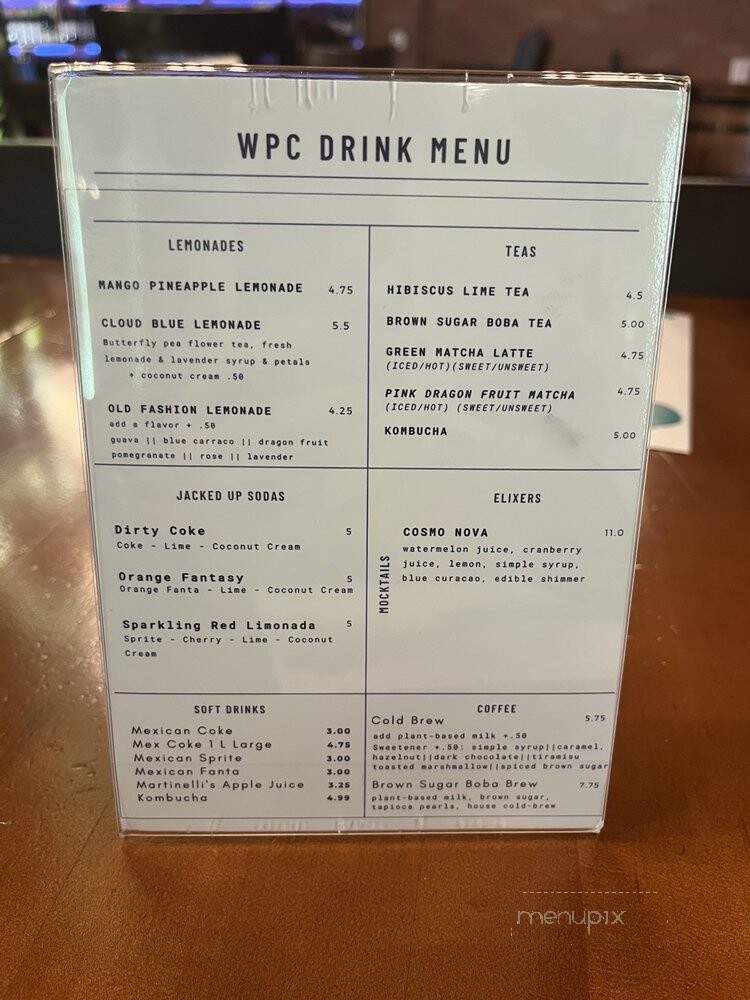 WPC DRINK MENU
LEMONADES
MANGO PINEAPPLE LEMONADE 4.75
CLOUD BLUE LEMONADE 5.5
Butterfly pea flower tea, fresh
lemonade & lavender syrup & petals
+ coconut cream .50
OLD FASHION LEMONADE 4.25
add a flavor + .50
guava || blue carraco || dragon fruit
pomegranate || rose || lavender
TEAS
HIBISCUS LIME TEA 4.5
BROWN SUGAR BOBA TEA 5.00
GREEN MATCHA LATTE 4.75
(ICED/HOT)(SWEET/UNSWEET)
PINK DRAGON FRUIT MATCHA 4.75
(ICED/HOT) (SWEET/UNSWEET)
KOMBUCHA 5.00
JACKED UP SODAS
Dirty Coke 5
Coke - Lime - Coconut Cream
Orange Fantasy 5
Orange Fanta - Lime - Coconut Cream
Sparkling Red Limonada 5
Sprite - Cherry - Lime - Coconut
Cream
ELIXERS
MOCKTAILS
COSMO NOVA 11.0
watermelon juice, cranberry
juice, lemon, simple syrup,
blue curacao, edible shimmer
SOFT DRINKS
Mexican Coke 3.00
Mex Coke 1 L Large 4.75
Mexican Sprite 3.00
Mexican Fanta 3.00
Martinelli's Apple Juice 3.25
Kombucha 4.99
COFFEE
Cold Brew 5.75
add plant-based milk +.50
Sweetener +.50: simple syrup||caramel,
hazelnut||dark chocolate||tiramisu
toasted marshmallow||spiced brown sugar
Brown Sugar Boba Brew 7.75
plant-based milk, brown sugar,
tapioca pearls, house cold-brew
menupix